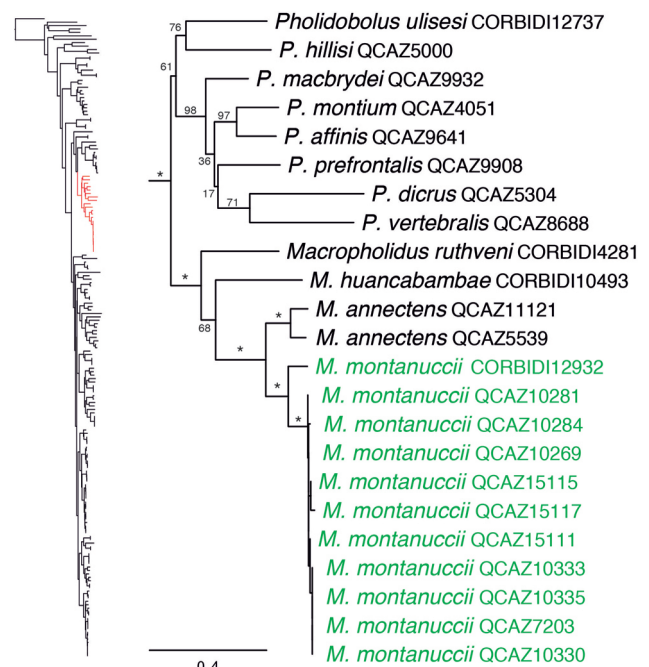 76
Pholidobolus ulisesi CORBIDI12737
P. hillisi QCAZ5000
61
P. macbrydei QCAZ9932
98
97
P. montium QCAZ4051
P. affinis QCAZ9641
36
P. prefrontalis QCAZ9908
*
17
71
P. dicrus QCAZ5304
P. vertebralis QCAZ8688
Macropholidus ruthveni CORBIDI4281
*
M. huancabambae CORBIDI10493
68
*
M. annectens QCAZ11121
M. annectens QCAZ5539
*
M. montanuccii CORBIDI12932
*
M. montanuccii QCAZ10281
*
M. montanuccii QCAZ10284
M. montanuccii QCAZ10269
M. montanuccii QCAZ15115
M. montanuccii QCAZ15117
M. montanuccii QCAZ15111
M. montanuccii QCAZ10333
M. montanuccii QCAZ10335
M. montanuccii QCAZ7203
M. montanuccii QCAZ10330
0.4